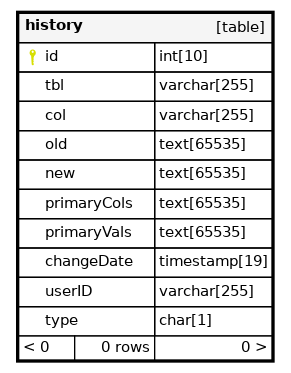 history [table]
id int[10]
tbl varchar[255]
col varchar[255]
old text[65535]
new text[65535]
primaryCols text[65535]
primaryVals text[65535]
changeDate timestamp[19]
userID varchar[255]
type char[1]
< 0 0 rows 0 >